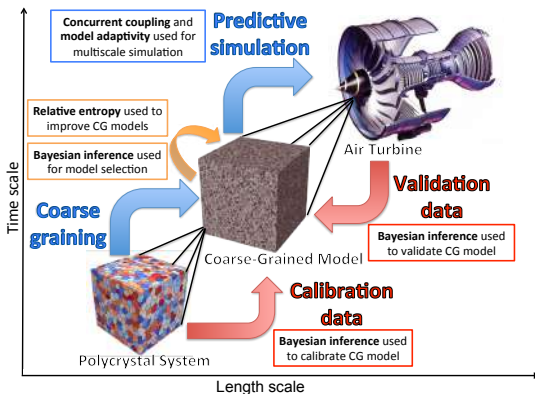 Concurrent coupling and
model adaptivity used for
multiscale simulation
Predictive
simulation
Relative entropy used to
improve CG models
Bayesian inference used
for model selection
Air Turbine
Time scale
Coarse
graining
Validation
data
Bayesian inference used
to validate CG model
Coarse-Grained Model
Calibration
data
Bayesian inference used
to calibrate CG model
Polycrystal System
Length scale